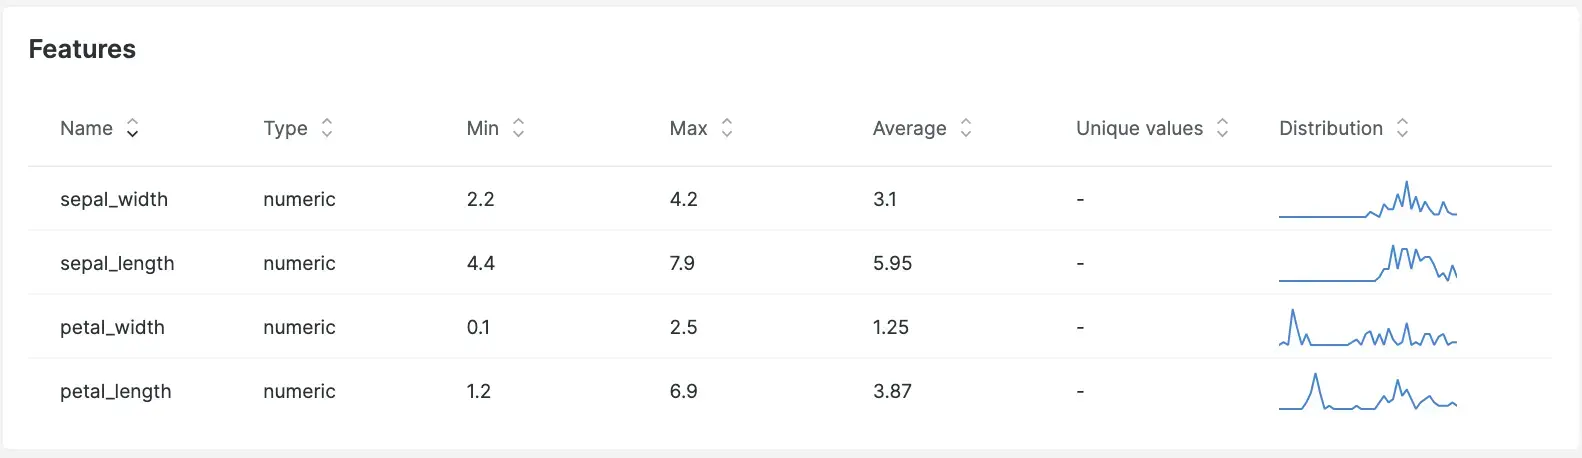 Features
Name Type Min Max Average Unique values Distribution
sepal_width numeric 2.2 4.2 3.1 -
sepal_length numeric 4.4 7.9 5.95 -
petal_width numeric 0.1 2.5 1.25 -
petal_length numeric 1.2 6.9 3.87 -